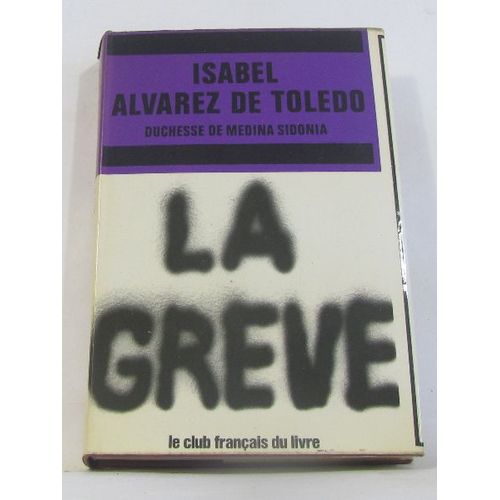 ISABEL
ALVAREZ DE TOLEDO
DUCHESSE DE MEDINA SIDONIA
LA
GREVE
le club français du livre